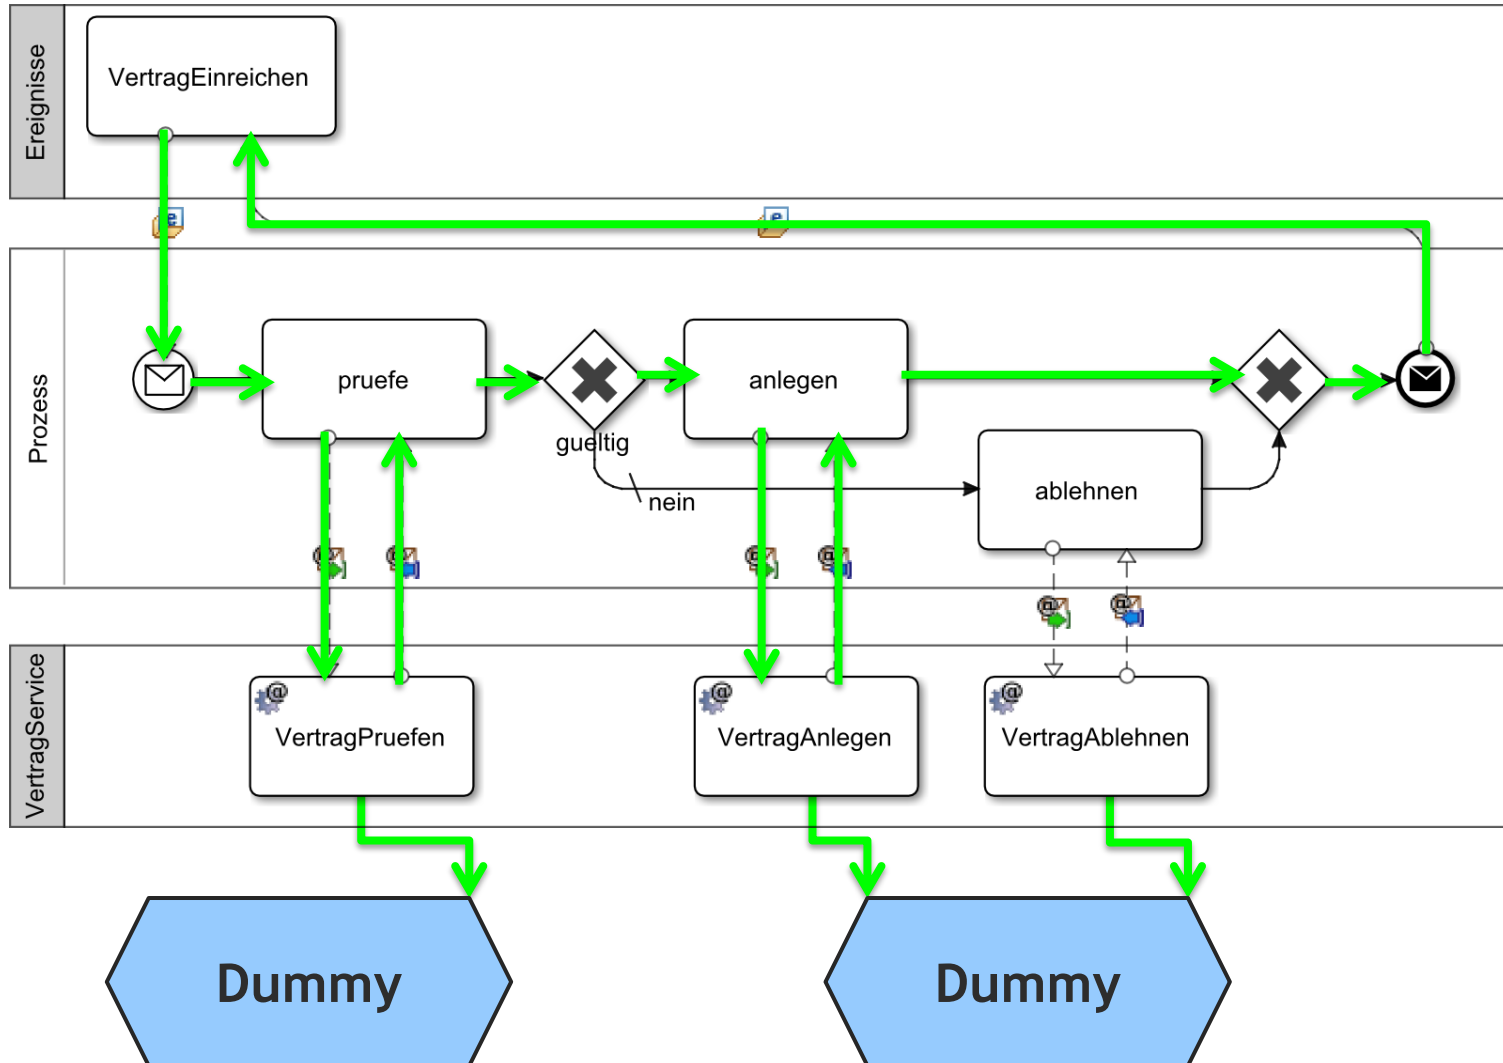 Ereignisse
VertragEinreichen
Prozess
pruefe
gueltig
anlegen
nein
ablehnen
VertragService
VertragPruefen
VertragAnlegen
VertragAblehnen
Dummy
Dummy